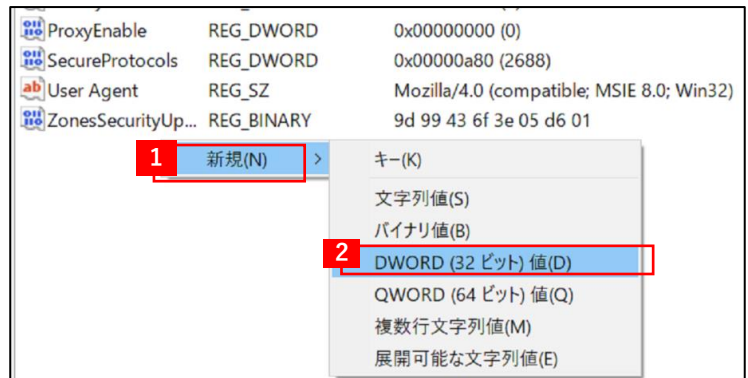 ProxyEnable REG_DWORD 0x00000000 (0)
SecureProtocols REG_DWORD 0x00000a80 (2688)
User Agent REG_SZ Mozilla/4.0 (compatible; MSIE 8.0; Win32)
ZonesSecurityUp... REG_BINARY 9d 99 43 6f 3e 05 d6 01
1 新規(N) >
キー(K)
文字列値(S)
バイナリ値(B)
2 DWORD (32 ビット) 値(D)
QWORD (64 ビット) 値(Q)
複数行文字列値(M)
展開可能な文字列値(E)